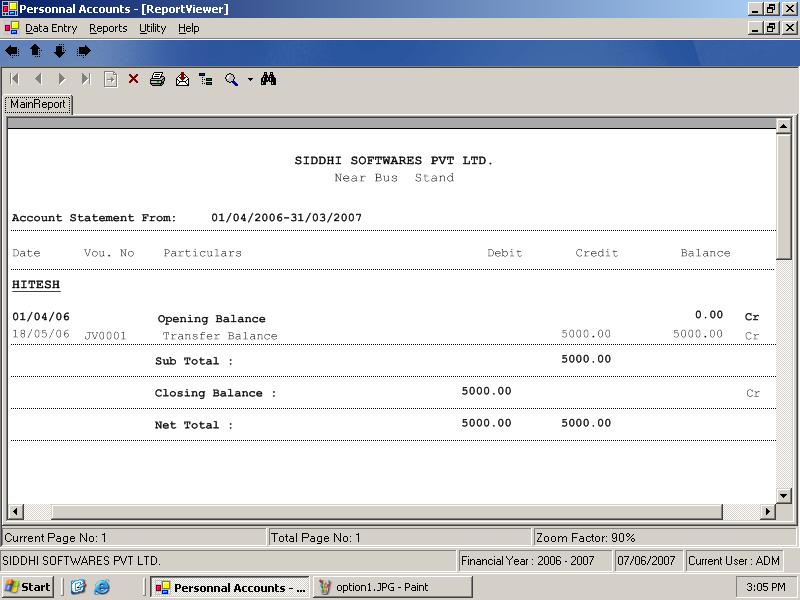 Personnal Accounts - [ReportViewer]
Data Entry Reports Utility Help
MainReport
SIDDHI SOFTWARES PVT LTD.
Near Bus Stand
Account Statement From: 01/04/2006-31/03/2007
Date Vou. No Particulars Debit Credit Balance
HITESH
01/04/06 Opening Balance 0.00 Cr
18/05/06 JV0001 Transfer Balance 5000.00 5000.00 Cr
Sub Total : 5000.00
Closing Balance : 5000.00 Cr
Net Total : 5000.00 5000.00
Current Page No: 1 Total Page No: 1 Zoom Factor: 90%
SIDDHI SOFTWARES PVT LTD. Financial Year : 2006 - 2007 07/06/2007 Current User : ADM
Start Personnal Accounts - ... option1.JPG - Paint 3:05 PM